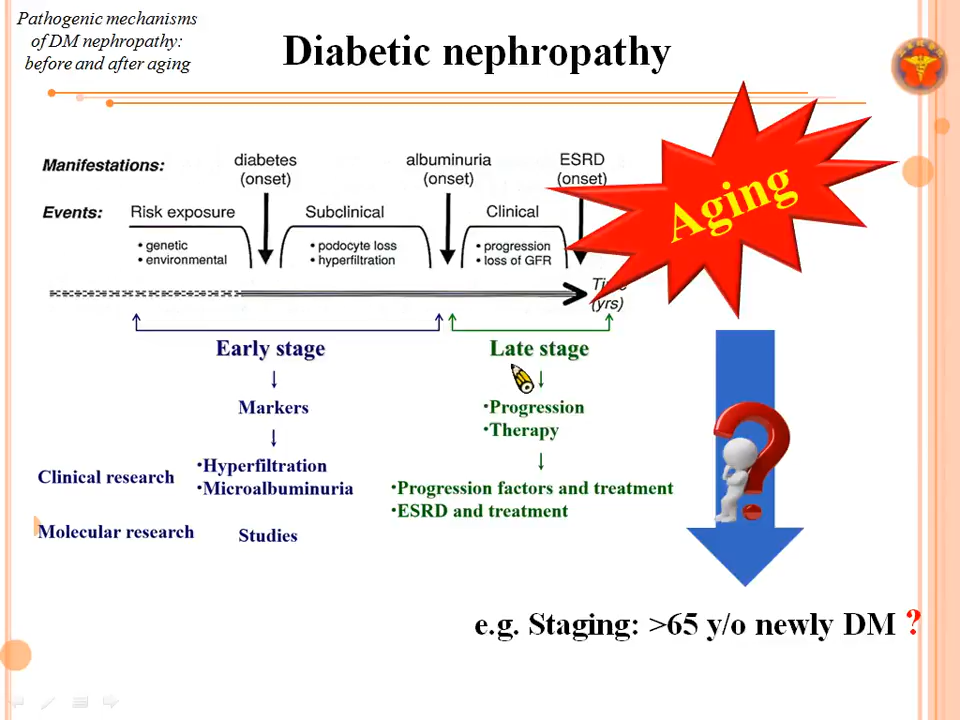 Pathogenic mechanisms
of DM nephropathy:
before and after aging
Diabetic nephropathy
Manifestations:
diabetes
(onset)
albuminuria
(onset)
ESRD
(onset)
Events:
Risk exposure
• genetic
• environmental
Subclinical
• podocyte loss
• hyperfiltration
Clinical
• progression
• loss of GFR
(yrs)
Aging
Early stage
Late stage
Markers
•Progression
•Therapy
Clinical research
•Hyperfiltration
•Microalbuminuria
•Progression factors and treatment
•ESRD and treatment
Molecular research
Studies
?
e.g. Staging: >65 y/o newly DM ?